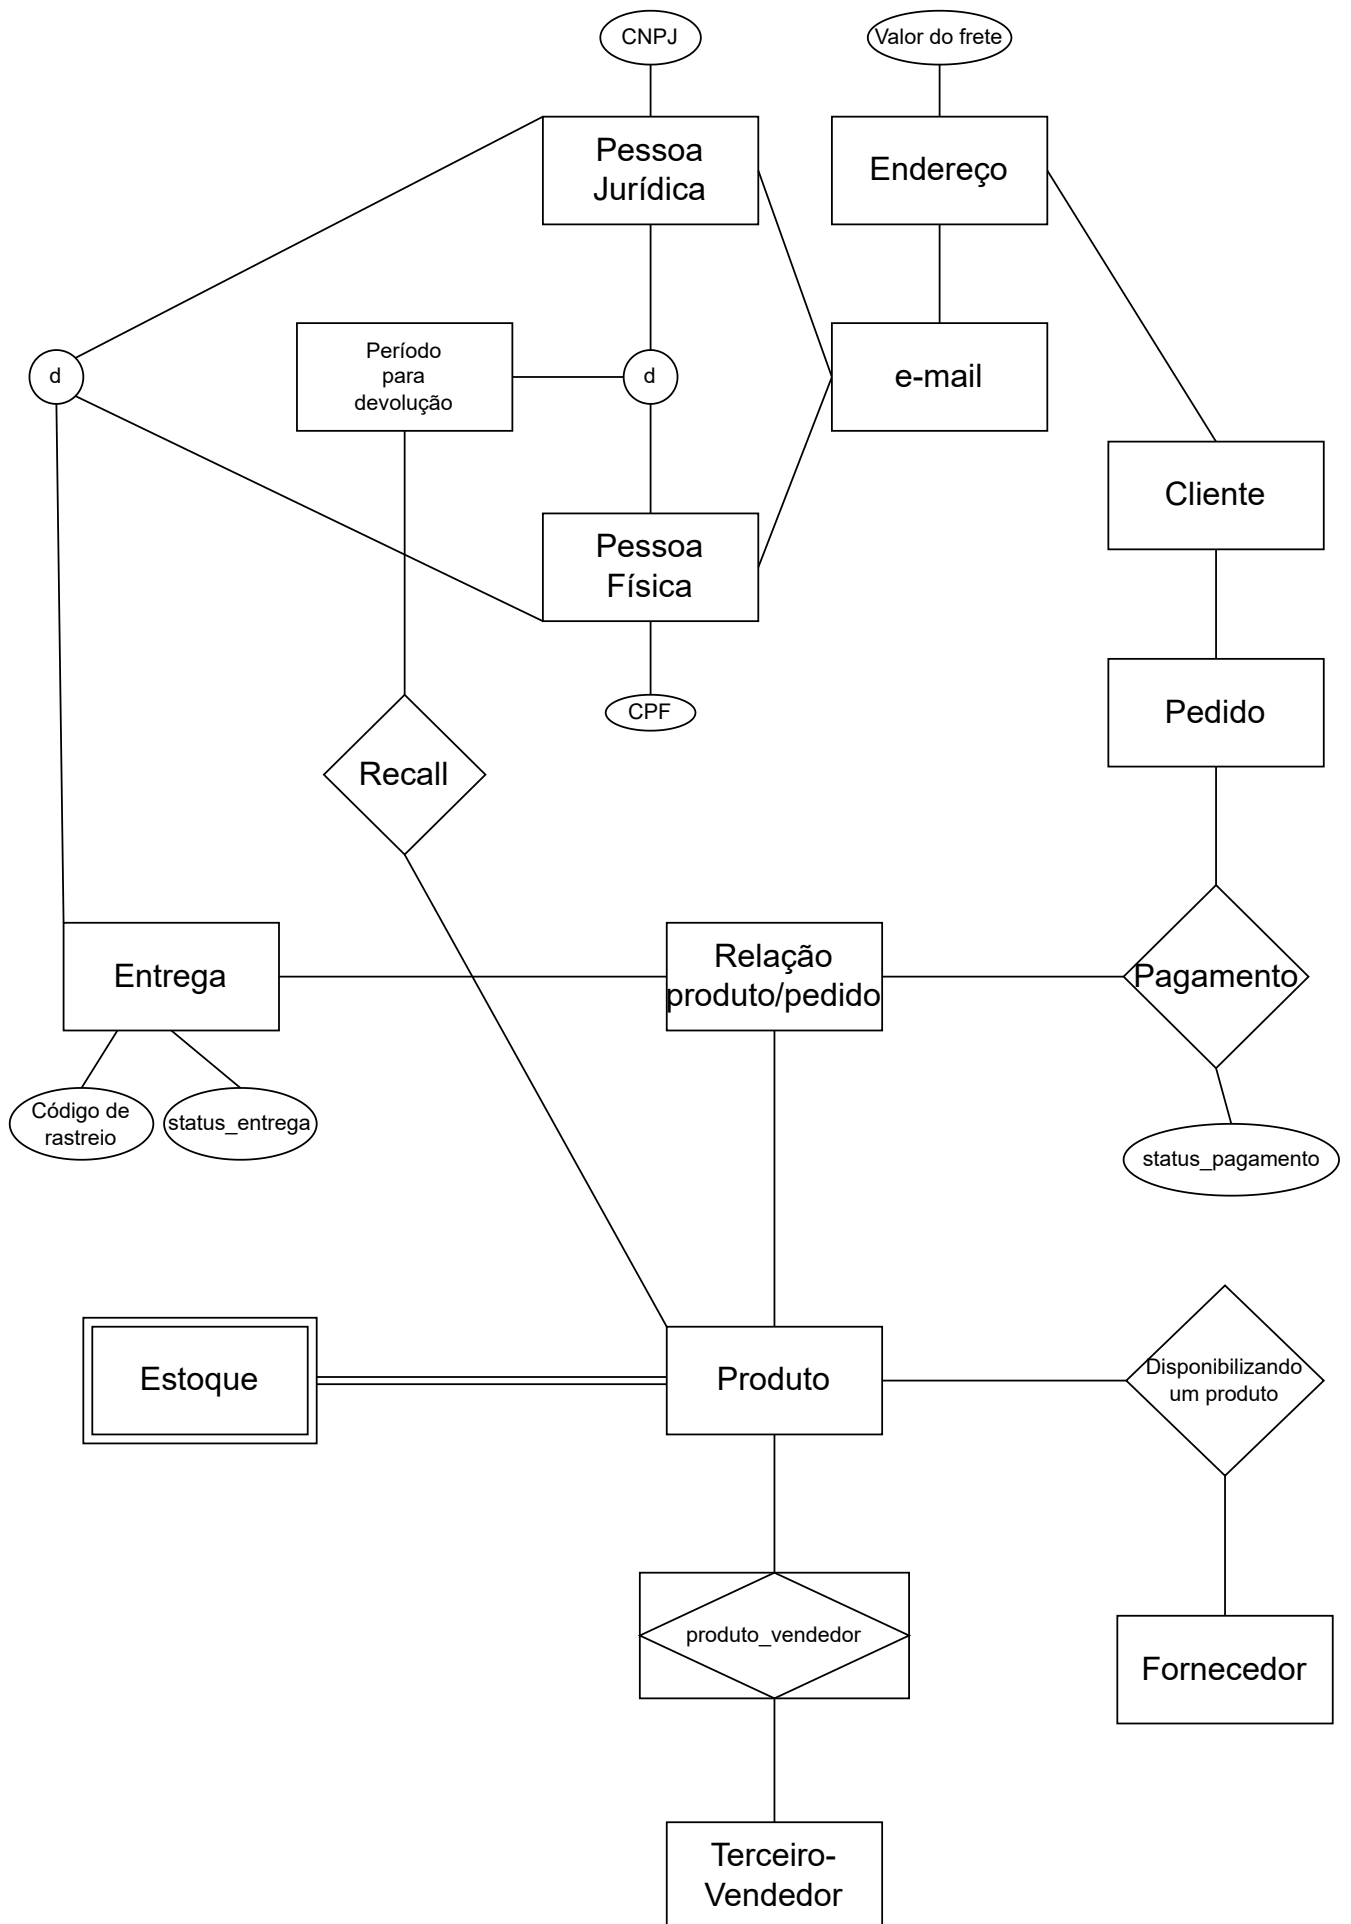 CNPJ
Valor do frete
Pessoa
Jurídica
Endereço
Período
para
devolução
d
d
e-mail
Cliente
Pessoa
Física
CPF
Pedido
Recall
Entrega
Relação
produto/pedido
Pagamento
Código de
rastreio
status_entrega
status_pagamento
Estoque
Produto
Disponibilizando
um produto
produto_vendedor
Fornecedor
Terceiro-
Vendedor